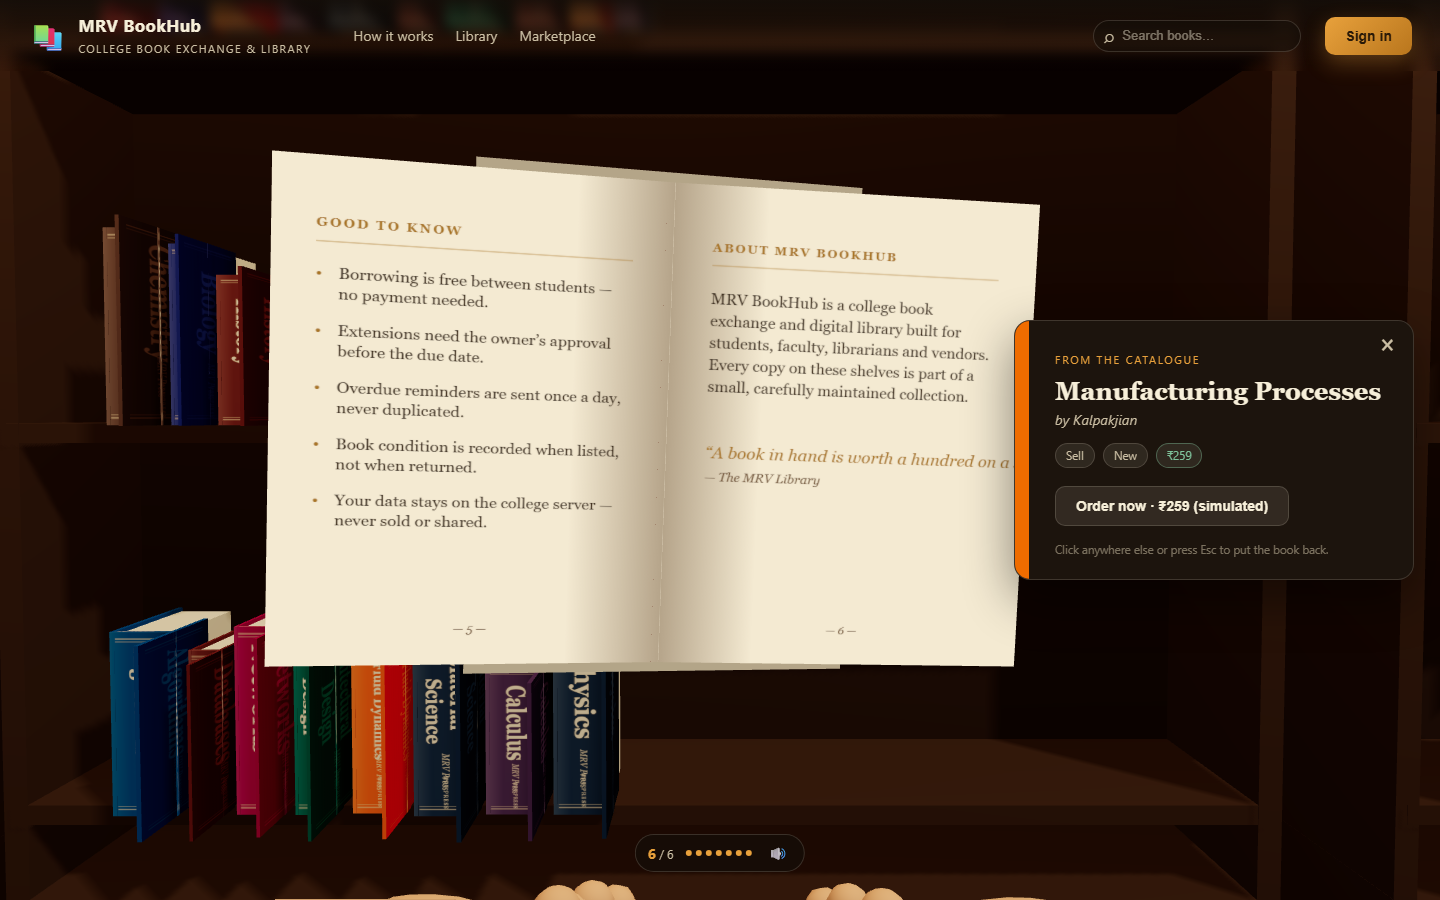 MRV BookHub
COLLEGE BOOK EXCHANGE & LIBRARY
How it works
Library
Marketplace
Search books...
Sign in
GOOD TO KNOW
• Borrowing is free between students —
no payment needed.
• Extensions need the owner's approval
before the due date.
• Overdue reminders are sent once a day,
never duplicated.
• Book condition is recorded when listed,
not when returned.
• Your data stays on the college server —
never sold or shared.
— 5 —
ABOUT MRV BOOKHUB
MRV BookHub is a college book
exchange and digital library built for
students, faculty, librarians and vendors.
Every copy on these shelves is part of a
small, carefully maintained collection.
“A book in hand is worth a hundred on a
— The MRV Library
— 6 —
FROM THE CATALOGUE
×
Manufacturing Processes
by Kalpakjian
Sell
New
₹259
Order now · ₹259 (simulated)
Click anywhere else or press Esc to put the book back.
Chemistry
Biology
Science
Calculus
6 / 6